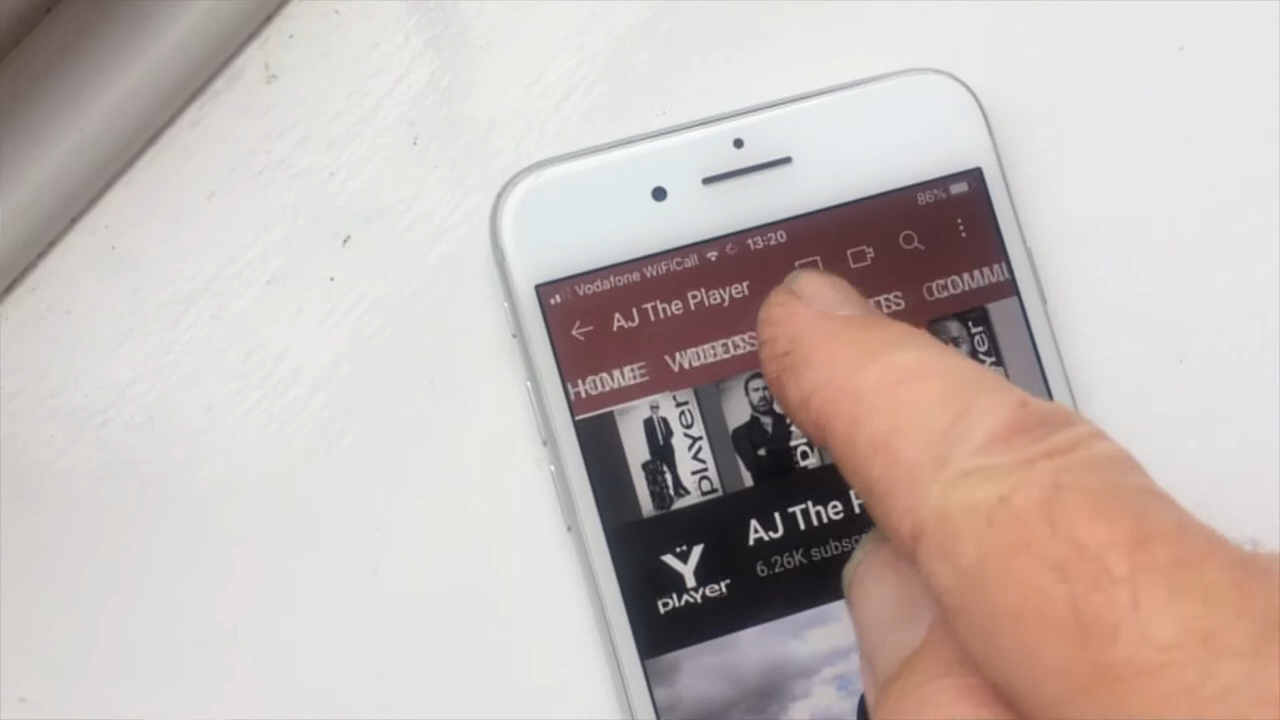 Vodafone WiFiCall 13:20 86%
AJ The Player
HOME VIDEOS
player
player
AJ The
6.26K
Ÿ
player